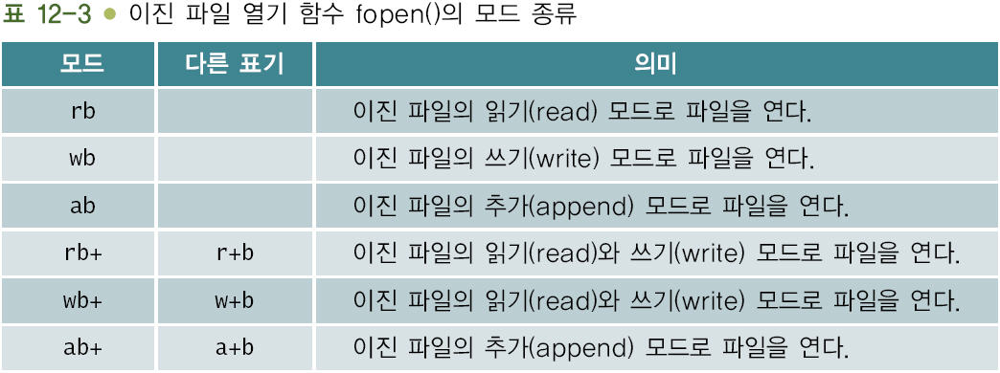 표 12-3 ● 이진 파일 열기 함수 fopen()의 모드 종류
모드 다른 표기 의미
rb 이진 파일의 읽기(read) 모드로 파일을 연다.
wb 이진 파일의 쓰기(write) 모드로 파일을 연다.
ab 이진 파일의 추가(append) 모드로 파일을 연다.
rb+ r+b 이진 파일의 읽기(read)와 쓰기(write) 모드로 파일을 연다.
wb+ w+b 이진 파일의 읽기(read)와 쓰기(write) 모드로 파일을 연다.
ab+ a+b 이진 파일의 추가(append) 모드로 파일을 연다.